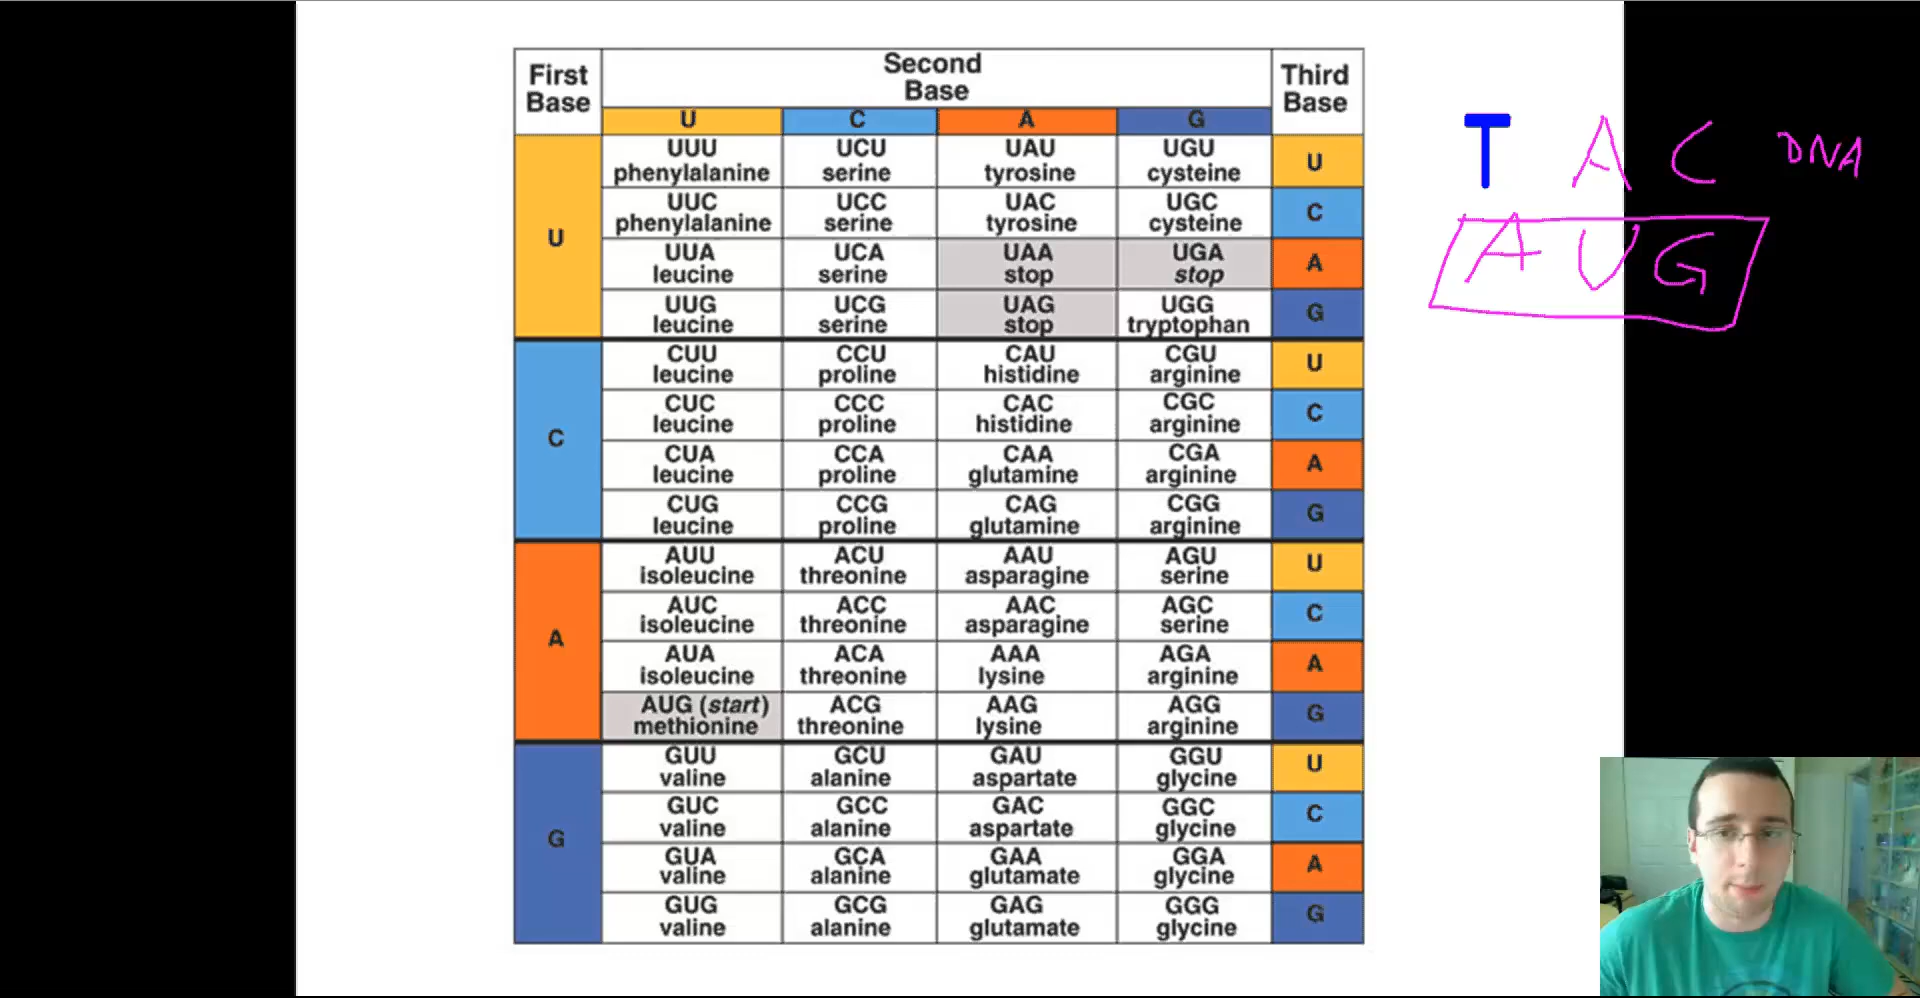 First Base Second Base Third Base
U C A G
UUU UCU UAU UGU U
phenylalanine serine tyrosine cysteine
UUC UCC UAC UGC C
phenylalanine serine tyrosine cysteine
U
UUA UCA UAA UGA A
leucine serine stop stop
UUG UCG UAG UGG G
leucine serine stop tryptophan
CUU CCU CAU CGU U
leucine proline histidine arginine
CUC CCC CAC CGC C
leucine proline histidine arginine
C
CUA CCA CAA CGA A
leucine proline glutamine arginine
CUG CCG CAG CGG G
leucine proline glutamine arginine
AUU ACU AAU AGU U
isoleucine threonine asparagine serine
AUC ACC AAC AGC C
isoleucine threonine asparagine serine
A
AUA ACA AAA AGA A
isoleucine threonine lysine arginine
AUG (start) ACG AAG AGG G
methionine threonine lysine arginine
GUU GCU GAU GGU U
valine alanine aspartate glycine
GUC GCC GAC GGC C
valine alanine aspartate glycine
G
GUA GCA GAA GGA A
valine alanine glutamate glycine
GUG GCG GAG GGG G
valine alanine glutamate glycine
T A C DNA
A U G